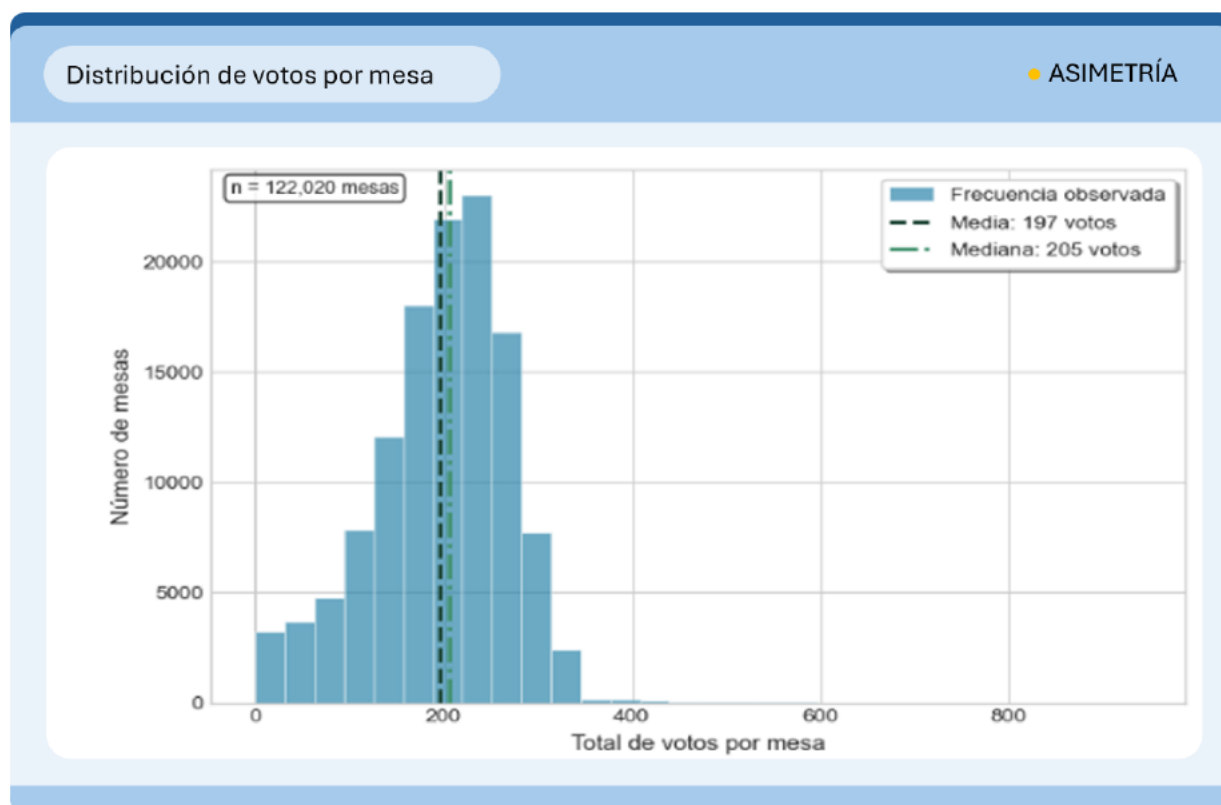 Distribución de votos por mesa
• ASIMETRÍA
n = 122,020 mesas
Frecuencia observada
Media: 197 votos
Mediana: 205 votos
Número de mesas
20000
15000
10000
5000
0
0 200 400 600 800
Total de votos por mesa